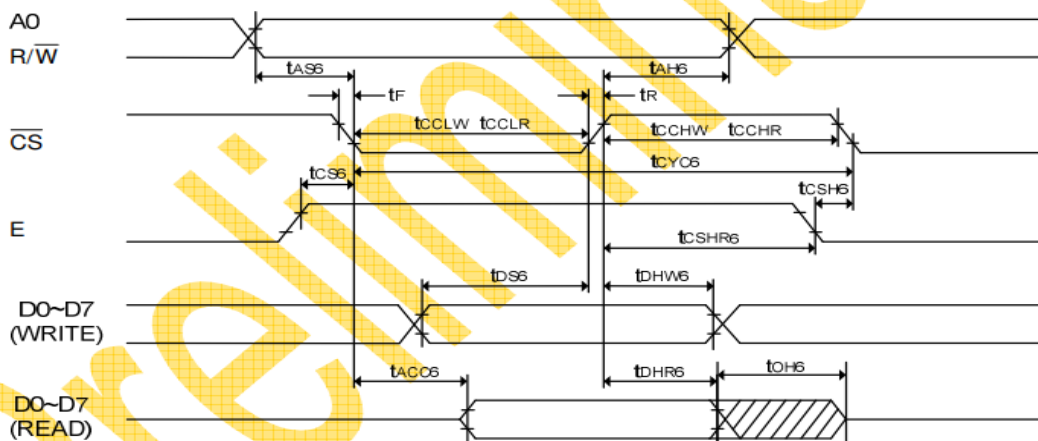 A0
R/W
tAS6 tAH6
tF tR
CS
tCCLW tCCLR tCCHW tCCHR
tCYC6
tCS6 tCSH6
E
tCSHR6
tDS6 tDHW6
D0~D7
(WRITE)
tACC6 tDHR6 tOH6
D0~D7
(READ)